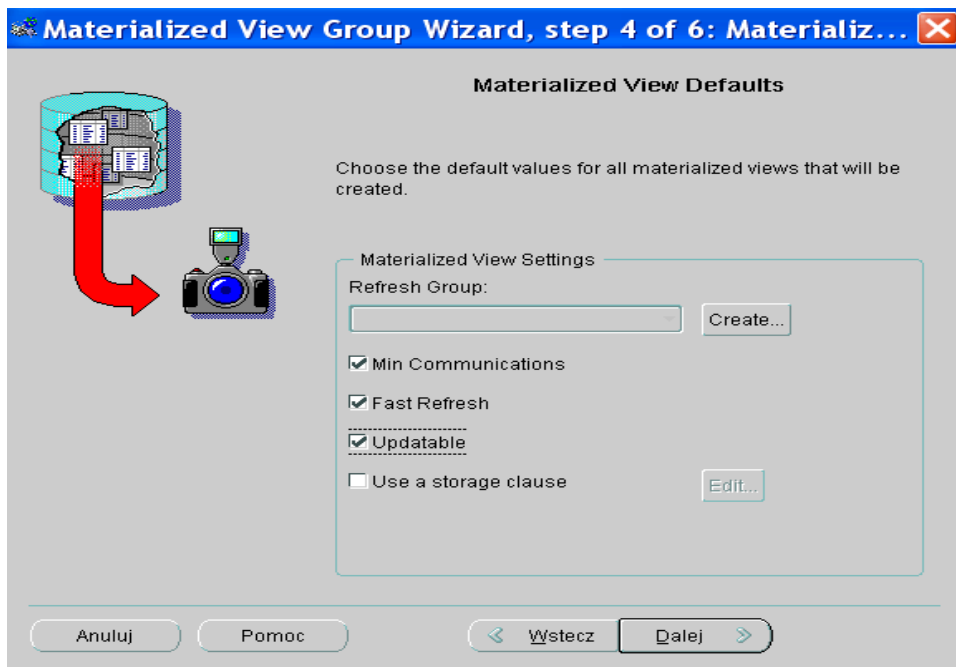 Materialized View Group Wizard, step 4 of 6: Materializ...
Materialized View Defaults
Choose the default values for all materialized views that will be
created.
Materialized View Settings
Refresh Group:
Create...
Min Communications
Fast Refresh
Updatable
Use a storage clause
Edit...
Anuluj
Pomoc
Wstecz
Dalej